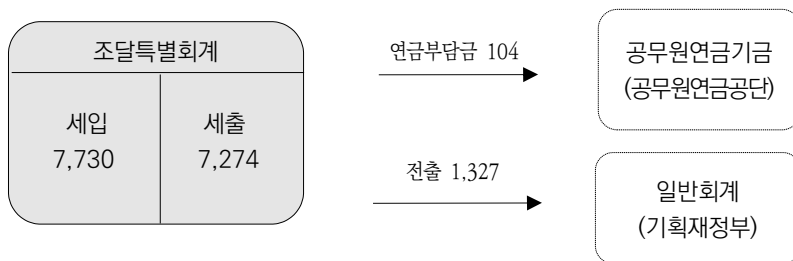 조달특별회계
세입
7,730
세출
7,274
연금부담금 104
공무원연금기금
(공무원연금공단)
전출 1,327
일반회계
(기획재정부)